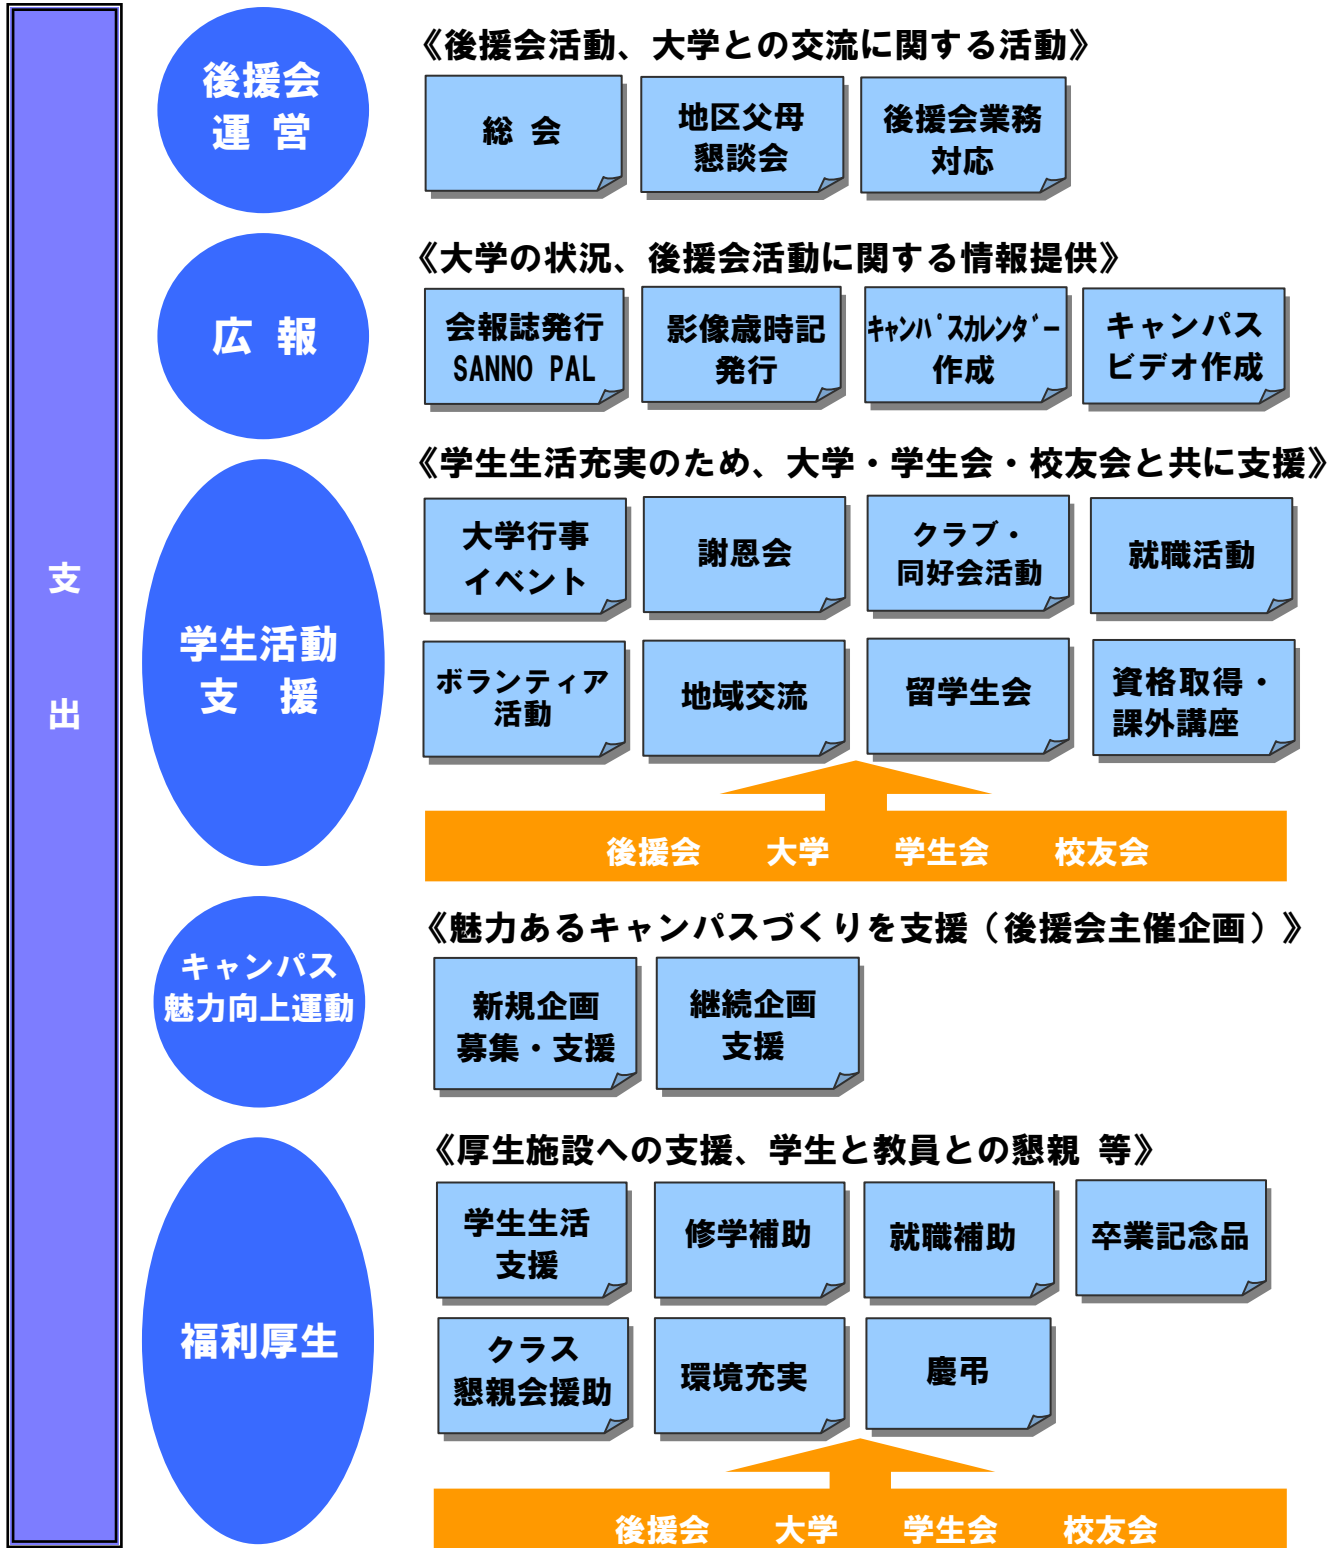 支
出
後援会
運 営
《後援会活動、大学との交流に関する活動》
総 会
地区父母
懇談会
後援会業務
対応
広 報
《大学の状況、後援会活動に関する情報提供》
会報誌発行
SANNO PAL
影像歳時記
発行
ｷｬﾝﾊﾟｽｶﾚﾝﾀﾞｰ
作成
キャンパス
ビデオ作成
学生活動
支 援
《学生生活充実のため、大学・学生会・校友会と共に支援》
大学行事
イベント
謝恩会
クラブ・
同好会活動
就職活動
ボランティア
活動
地域交流
留学生会
資格取得・
課外講座
後援会 大学 学生会 校友会
キャンパス
魅力向上運動
《魅力あるキャンパスづくりを支援（後援会主催企画）》
新規企画
募集・支援
継続企画
支援
福利厚生
《厚生施設への支援、学生と教員との懇親 等》
学生生活
支援
修学補助
就職補助
卒業記念品
クラス
懇親会援助
環境充実
慶弔
後援会 大学 学生会 校友会